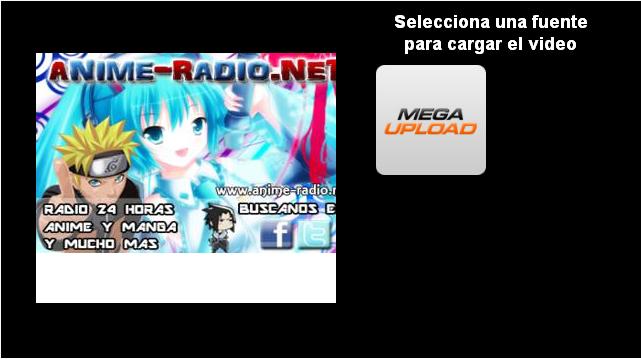 Selecciona una fuente
para cargar el video
ANIME-RADIO.NET
MEGA
UPLOAD
www.anime-radio.n
RADIO 24 HORAS
BUSCANOS E
ANIME Y MANGA
Y MUCHO MAS
f t